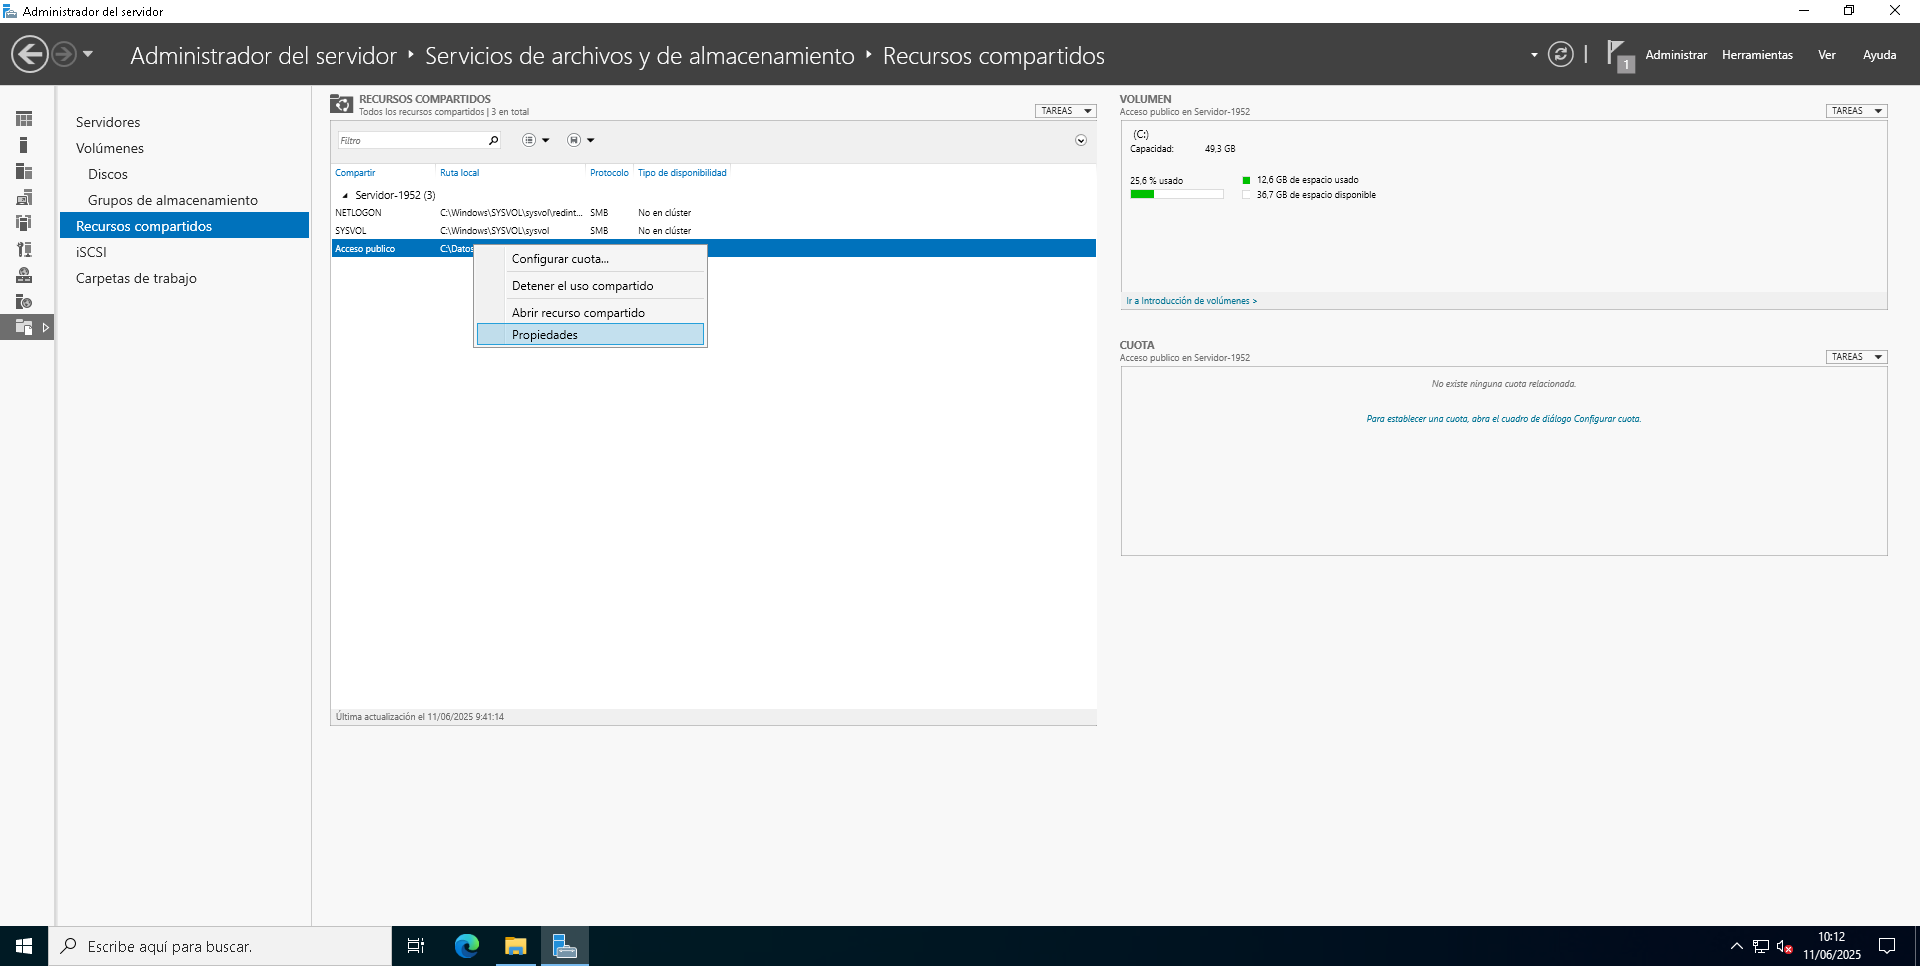 Administrador del servidor
Administrador del servidor ‣ Servicios de archivos y de almacenamiento ‣ Recursos compartidos
1
Administrar
Herramientas
Ver
Ayuda
Servidores
Volúmenes
Discos
Grupos de almacenamiento
Recursos compartidos
iSCSI
Carpetas de trabajo
RECURSOS COMPARTIDOS
Todos los recursos compartidos | 3 en total
TAREAS
Filtro
Compartir Ruta local Protocolo Tipo de disponibilidad
Servidor-1952 (3)
NETLOGON C:\Windows\SYSVOL\sysvol\redint... SMB No en clúster
SYSVOL C:\Windows\SYSVOL\sysvol SMB No en clúster
Acceso publico C:\Datos
Configurar cuota...
Detener el uso compartido
Abrir recurso compartido
Propiedades
Última actualización el 11/06/2025 9:41:14
VOLUMEN
Acceso publico en Servidor-1952
TAREAS
(C:)
Capacidad: 49,3 GB
25,6 % usado
12,6 GB de espacio usado
36,7 GB de espacio disponible
Ir a Introducción de volúmenes >
CUOTA
Acceso publico en Servidor-1952
TAREAS
No existe ninguna cuota relacionada.
Para establecer una cuota, abra el cuadro de diálogo Configurar cuota.
Escribe aquí para buscar.
10:12
11/06/2025